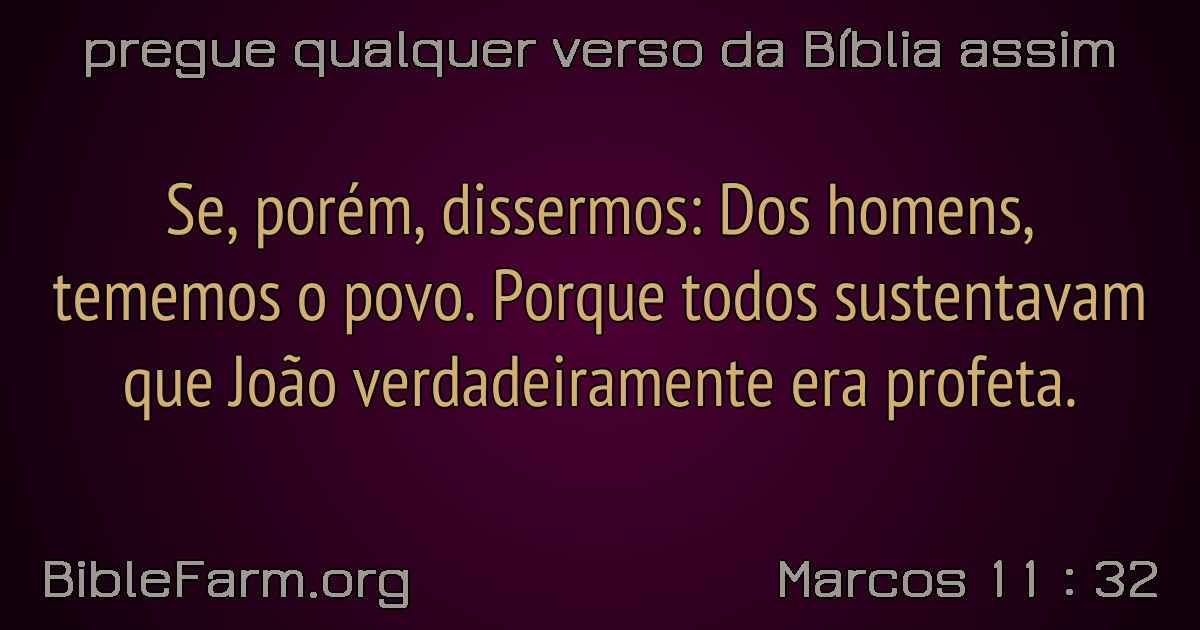 pregue qualquer verso da Bíblia assim
Se, porém, dissermos: Dos homens,
tememos o povo. Porque todos sustentavam
que João verdadeiramente era profeta.
BibleFarm.org
Marcos 11 : 32